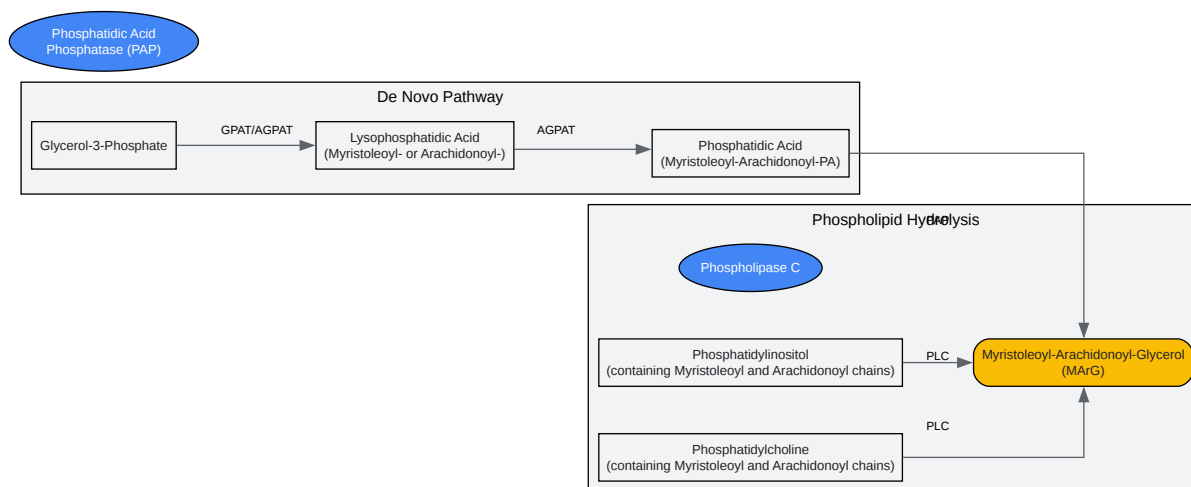 Phosphatidic Acid
Phosphatase (PAP)
De Novo Pathway
Glycerol-3-Phosphate
GPAT/AGPAT
Lysophosphatidic Acid
(Myristoleoyl- or Arachidonoyl-)
AGPAT
Phosphatidic Acid
(Myristoleoyl-Arachidonoyl-PA)
Phospholipid Hydrolysis
PAP
Phospholipase C
Phosphatidylinositol
(containing Myristoleoyl and Arachidonoyl chains)
PLC
Myristoleoyl-Arachidonoyl-Glycerol
(MArG)
PLC
Phosphatidylcholine
(containing Myristoleoyl and Arachidonoyl chains)